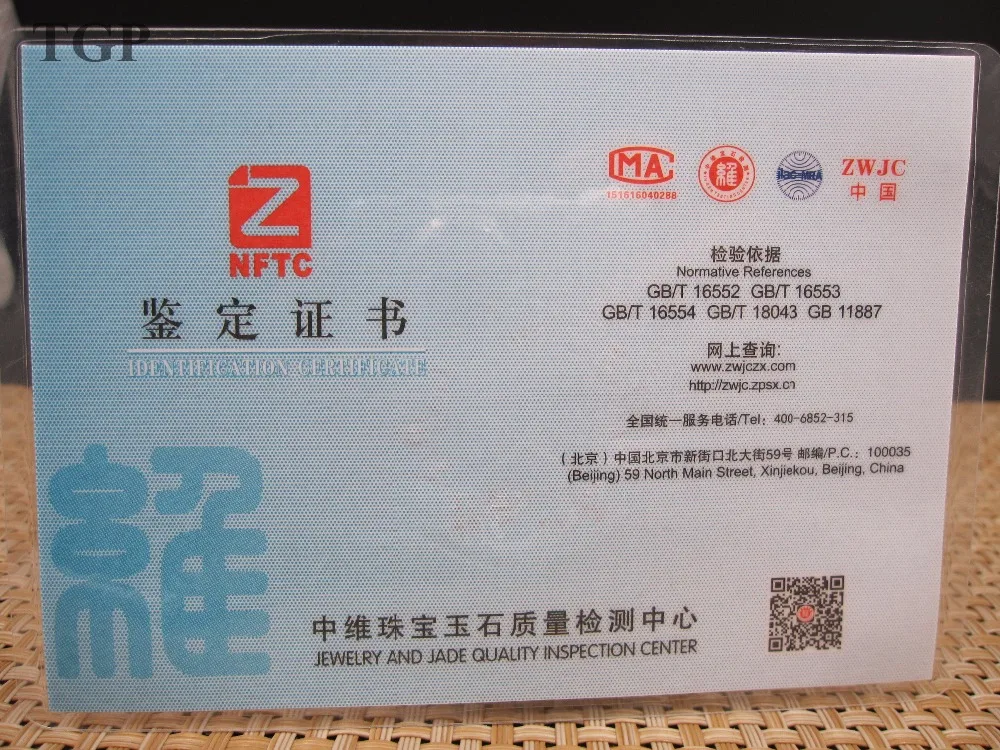 TGP
Z
NFTC
鉴定证书
IDENTIFICATION CERTIFICATE
MA
151616040288
ilac-MRA
ZWJC
中国
检验依据
Normative References
GB/T 16552 GB/T 16553
GB/T 16554 GB/T 18043 GB 11887
网上查询:
www.zwjczx.com
http://zwjc.zpsx.cn
全国统一服务电话/Tel: 400-6852-315
(北京)中国北京市新街口北大街59号 邮编/P.C.: 100035
(Beijing) 59 North Main Street, Xinjiekou, Beijing, China
中维珠宝玉石质量检测中心
JEWELRY AND JADE QUALITY INSPECTION CENTER